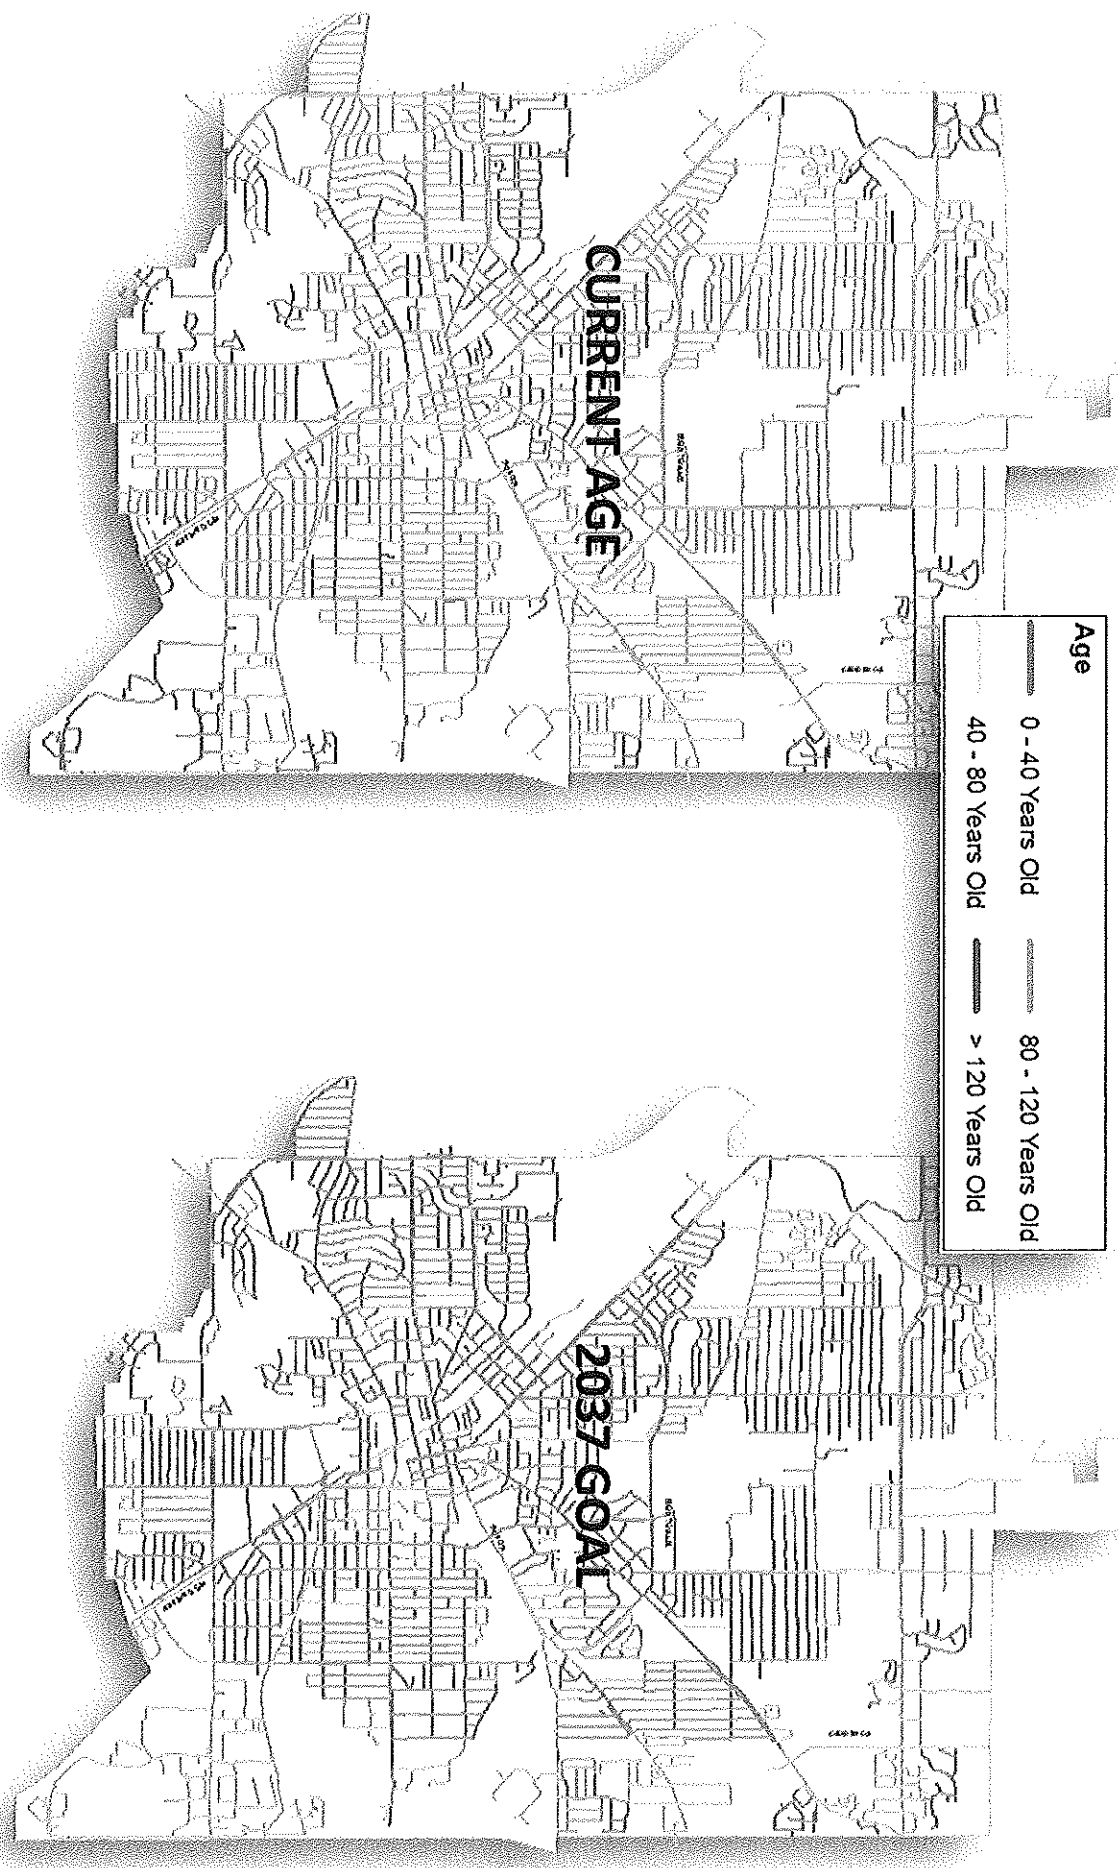 Age
0 - 40 Years Old
80 - 120 Years Old
40 - 80 Years Old
> 120 Years Old
CURRENT AGE
2037 GOAL